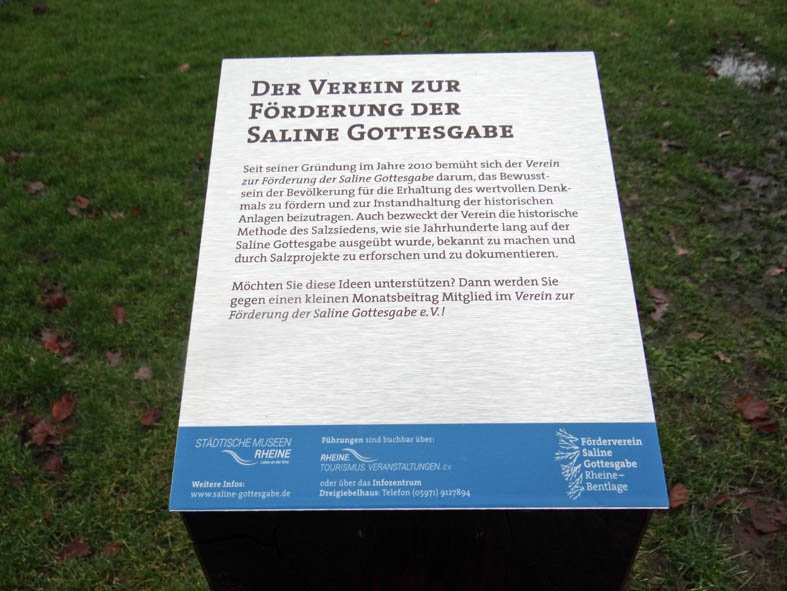 Der Verein zur
Förderung der
Saline Gottesgabe
Seit seiner Gründung im Jahre 2010 bemüht sich der Verein
zur Förderung der Saline Gottesgabe darum, das Bewusst-
sein der Bevölkerung für die Erhaltung des wertvollen Denk-
mals zu fördern und zur Instandhaltung der historischen
Anlagen beizutragen. Auch bezweckt der Verein die historische
Methode des Salzsiedens, wie sie Jahrhunderte lang auf der
Saline Gottesgabe ausgeübt wurde, bekannt zu machen und
durch Salzprojekte zu erforschen und zu dokumentieren.
Möchten Sie diese Ideen unterstützen? Dann werden Sie
gegen einen kleinen Monatsbeitrag Mitglied im Verein zur
Förderung der Saline Gottesgabe e.V.!
STÄDTISCHE MUSEEN
RHEINE
Leben an der Ems
Weitere Infos:
www.saline-gottesgabe.de
Führungen sind buchbar über:
RHEINE.
TOURISMUS. VERANSTALTUNGEN. e.V
oder über das Infozentrum
Dreigiebelhaus: Telefon (05971) 9127894
Förderverein
Saline
Gottesgabe
Rheine–
Bentlage